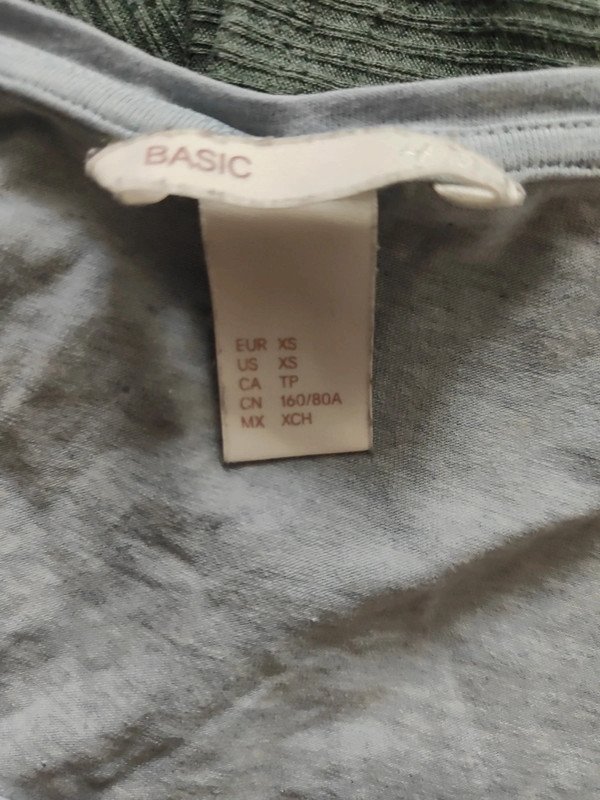 BASIC
EUR XS
US XS
CA TP
CN 160/80A
MX XCH